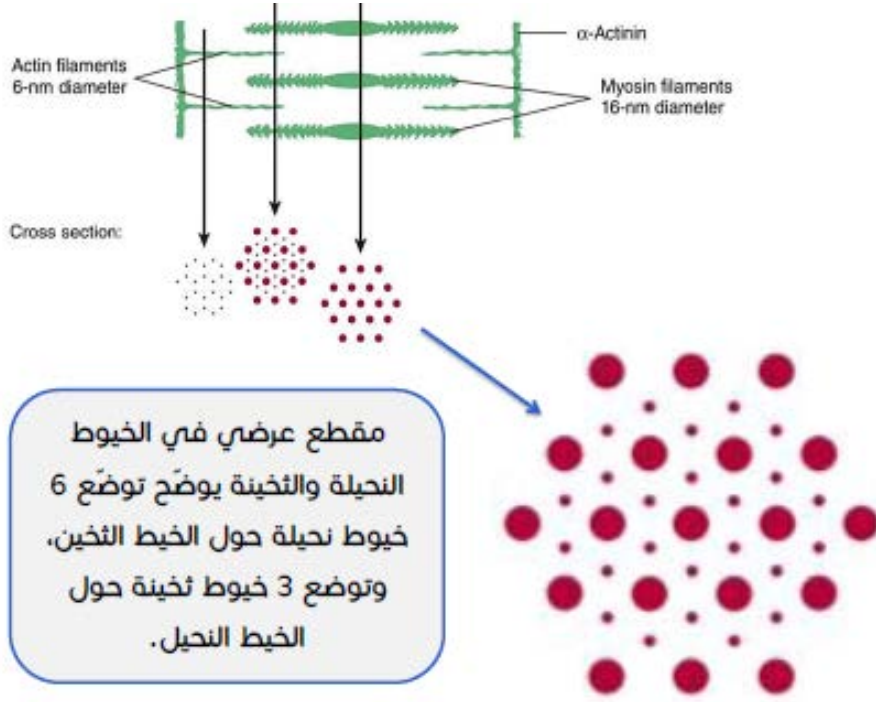 α-Actinin
Actin filaments
6-nm diameter
Myosin filaments
16-nm diameter
Cross section:
مقطع عرضي في الخيوط
النحيلة والثخينة يوضّح توضّع 6
خيوط نحيلة حول الخيط الثخين،
وتوضع 3 خيوط ثخينة حول
الخيط النحيل.